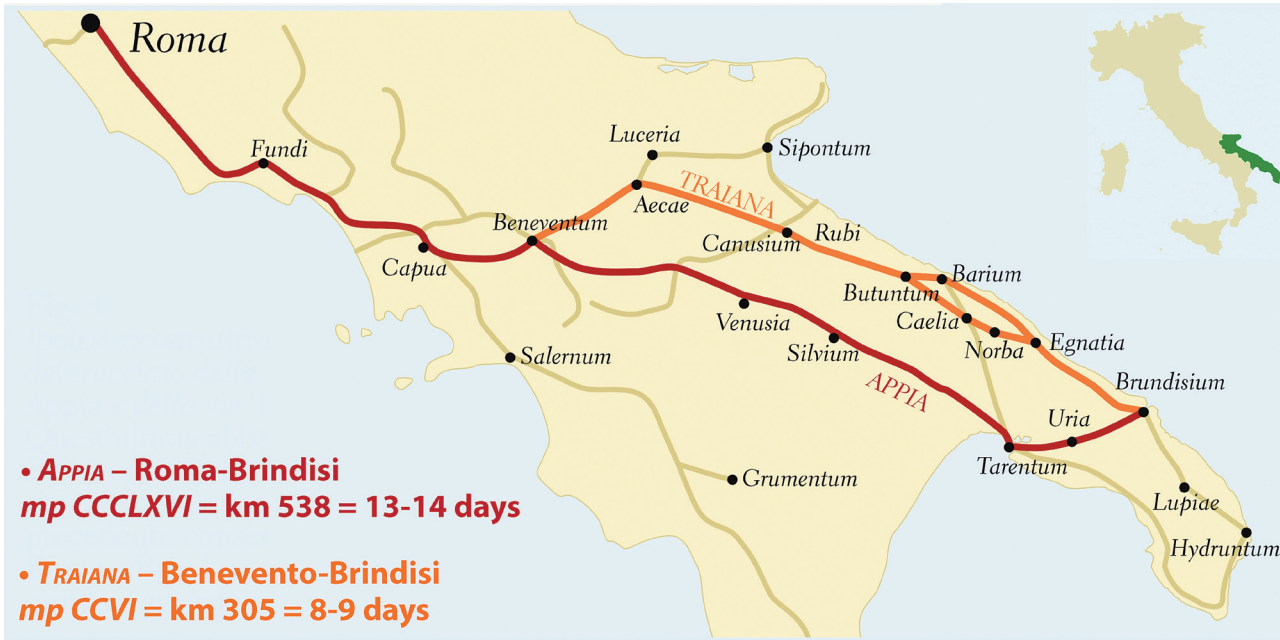 Roma
Fundi
Luceria
Sipontum
TRAIANA
Aecae
Beneventum
Canusium
Rubi
Capua
Barium
Butuntum
Venusia
Caelia
Silvium
Norba
Egnatia
Salernum
APPIA
Brundisium
Uria
Tarentum
Grumentum
Lupiae
Hydruntum
• APPIA – Roma-Brindisi
mp CCCLXVI = km 538 = 13-14 days
• TRAIANA – Benevento-Brindisi
mp CCVI = km 305 = 8-9 days